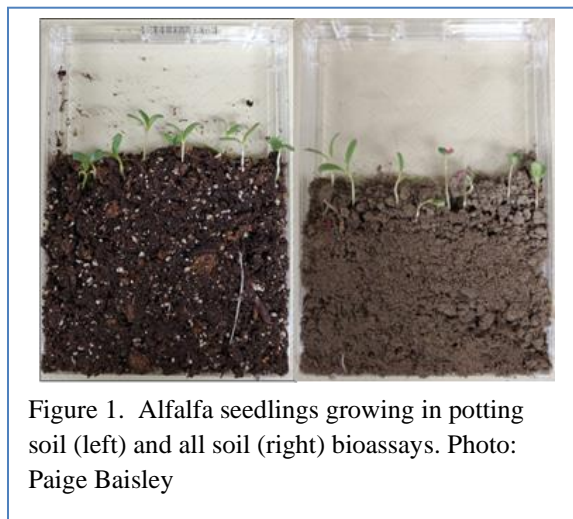 Figure 1.  Alfalfa seedlings growing in potting
soil (left) and all soil (right) bioassays. Photo:
Paige Baisley